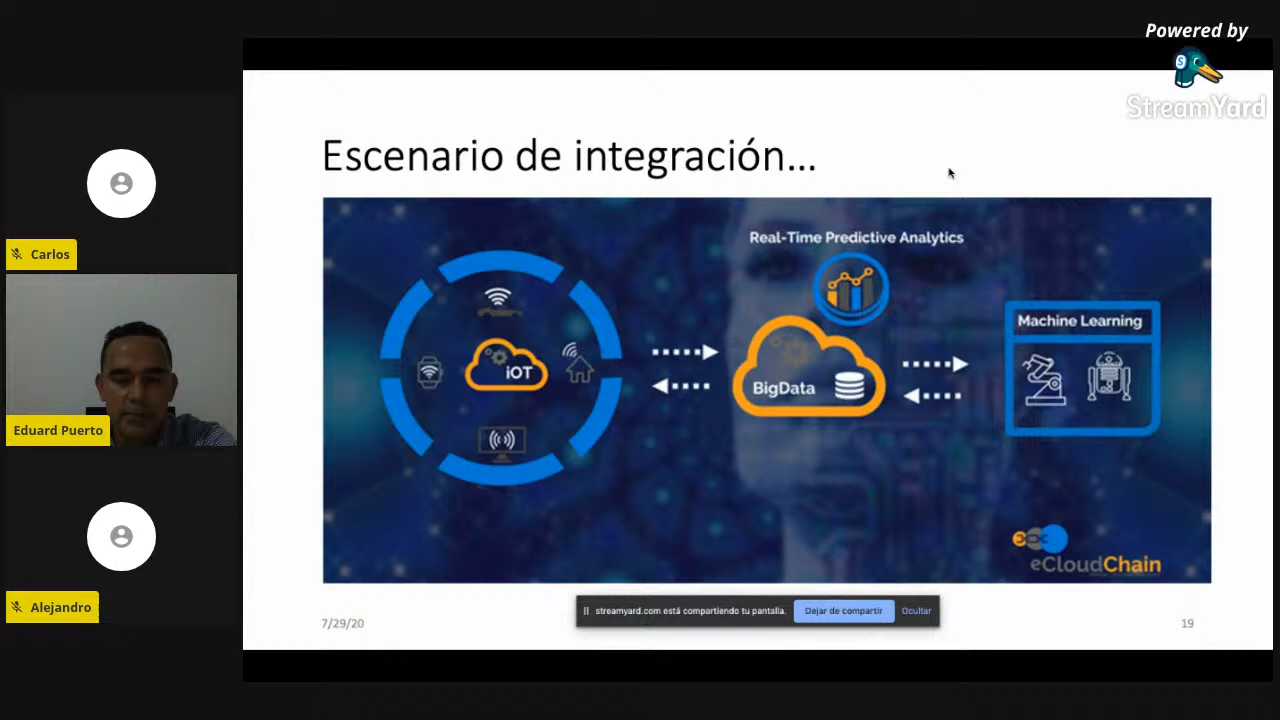 Powered by
StreamYard
Carlos
Eduard Puerto
Alejandro
Escenario de integración...
Real-Time Predictive Analytics
iOT
BigData
Machine Learning
eCloudChain
streamyard.com está compartiendo tu pantalla.
Dejar de compartir
Ocultar
7/29/20
19